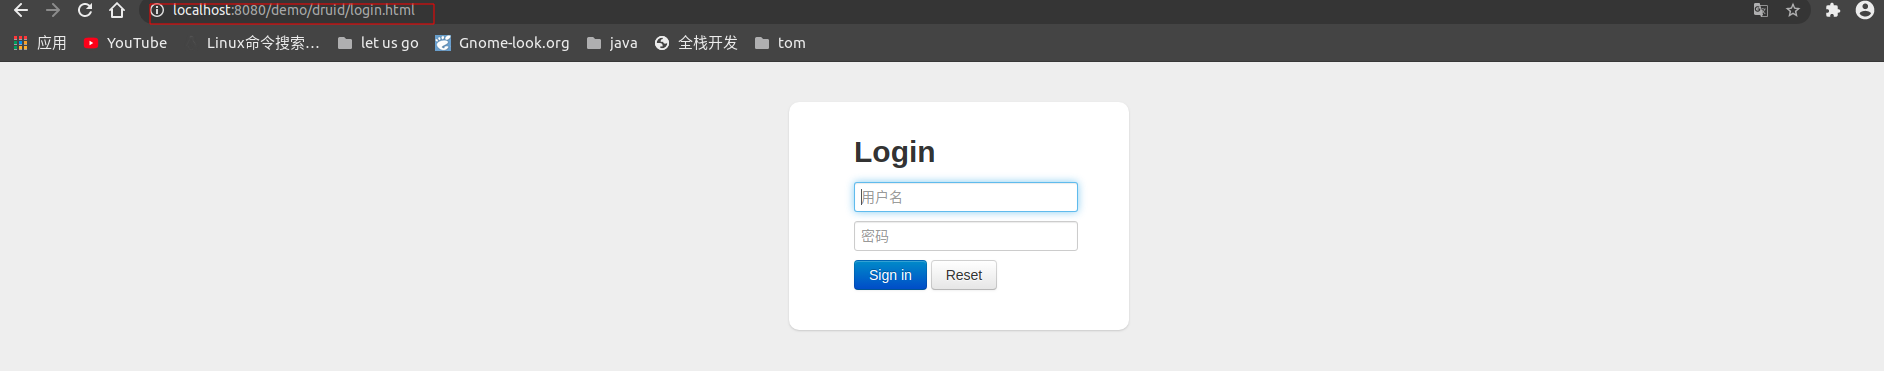 localhost:8080/demo/druid/login.html
应用 YouTube Linux命令搜索... let us go Gnome-look.org java 全栈开发 tom
Login
用户名
密码
Sign in Reset